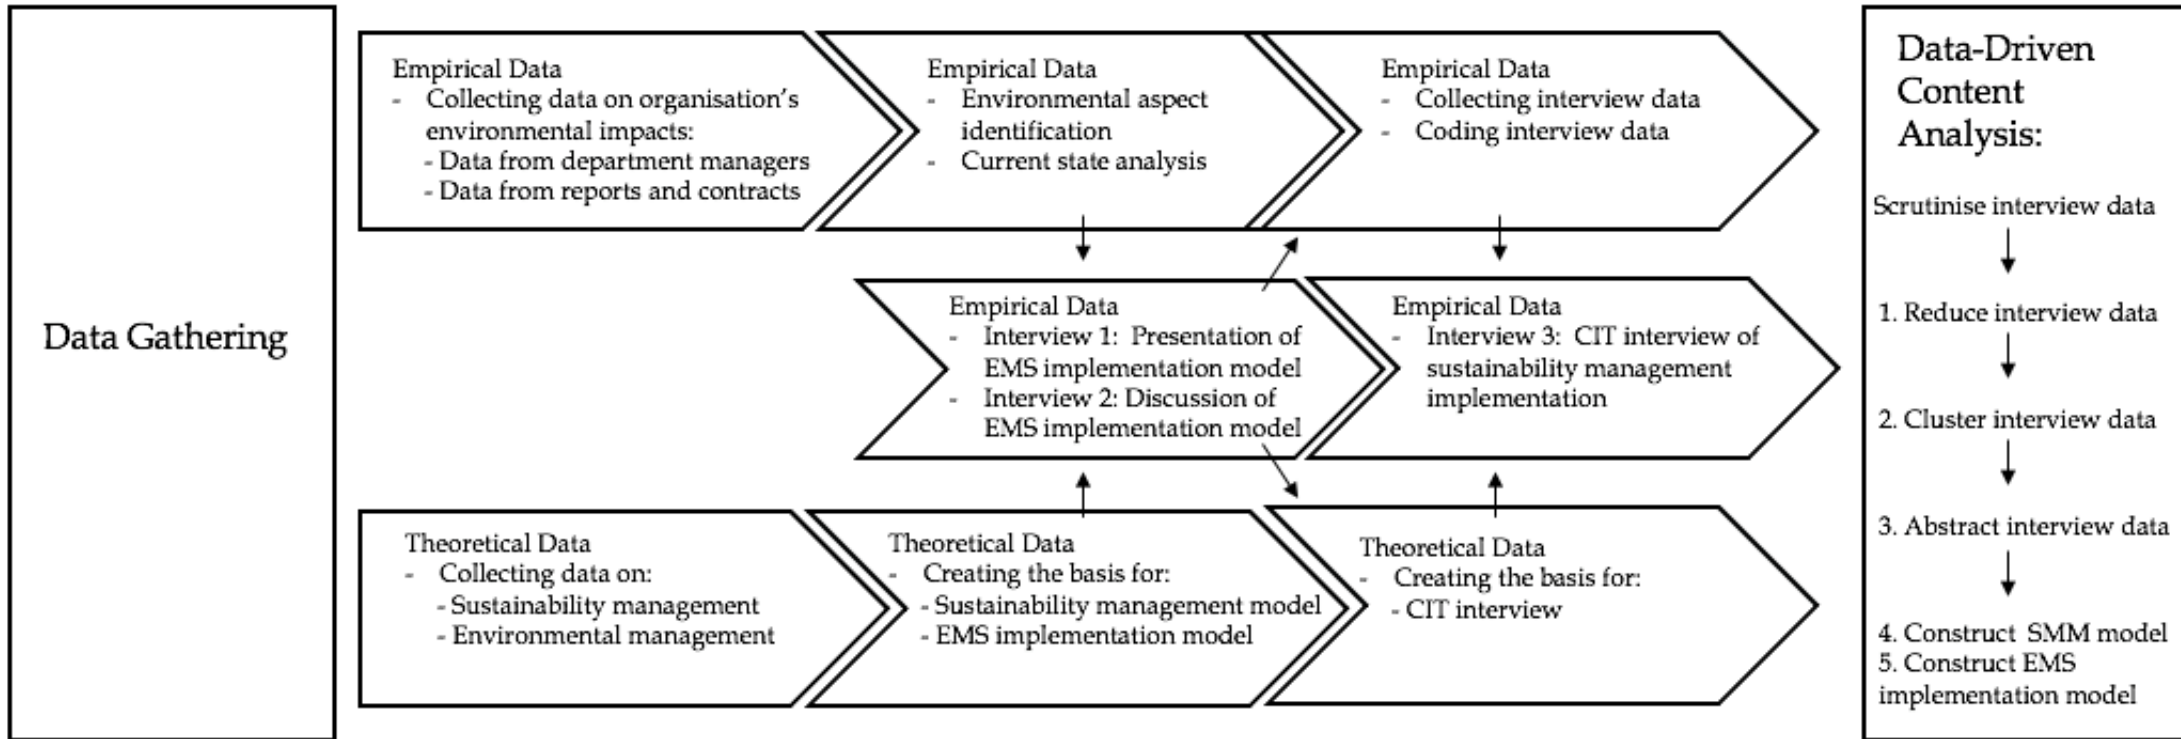 Data Gathering
Empirical Data
- Collecting data on organisation's
environmental impacts:
- Data from department managers
- Data from reports and contracts
Empirical Data
- Environmental aspect
identification
- Current state analysis
Empirical Data
- Collecting interview data
- Coding interview data
Empirical Data
- Interview 1: Presentation of
EMS implementation model
- Interview 2: Discussion of
EMS implementation model
Empirical Data
- Interview 3: CIT interview of
sustainability management
implementation
Theoretical Data
- Collecting data on:
- Sustainability management
- Environmental management
Theoretical Data
- Creating the basis for:
- Sustainability management model
- EMS implementation model
Theoretical Data
- Creating the basis for:
- CIT interview
Data-Driven
Content
Analysis:
Scrutinise interview data
1. Reduce interview data
2. Cluster interview data
3. Abstract interview data
4. Construct SMM model
5. Construct EMS
implementation model